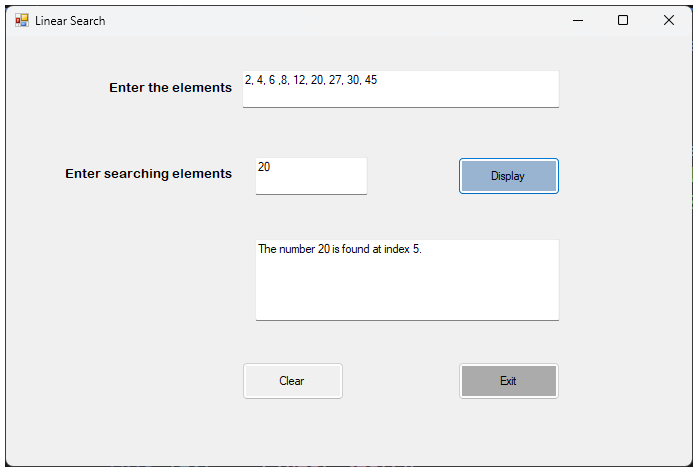 Linear Search
Enter the elements
2, 4, 6 ,8, 12, 20, 27, 30, 45
Enter searching elements
20
Display
The number 20 is found at index 5.
Clear
Exit